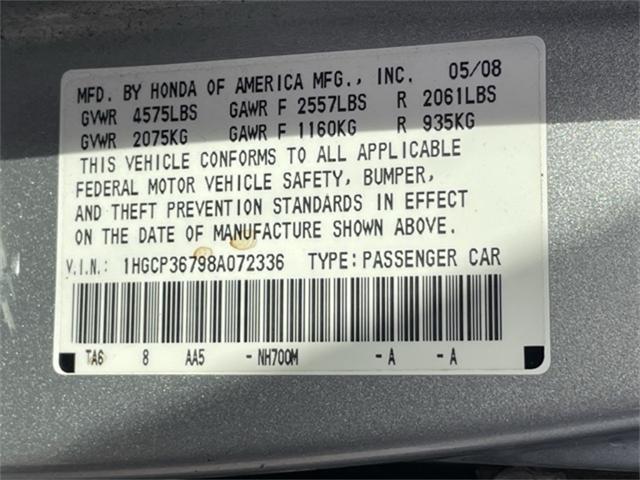 MFD. BY HONDA OF AMERICA MFG., INC. 05/08
GVWR 4575LBS GAWR F 2557LBS R 2061LBS
GVWR 2075KG GAWR F 1160KG R 935KG
THIS VEHICLE CONFORMS TO ALL APPLICABLE
FEDERAL MOTOR VEHICLE SAFETY, BUMPER,
AND THEFT PREVENTION STANDARDS IN EFFECT
ON THE DATE OF MANUFACTURE SHOWN ABOVE.
V.I.N.: 1HGCP36798A072336 TYPE: PASSENGER CAR
TA6 8 AA5 - NH700M - A - A